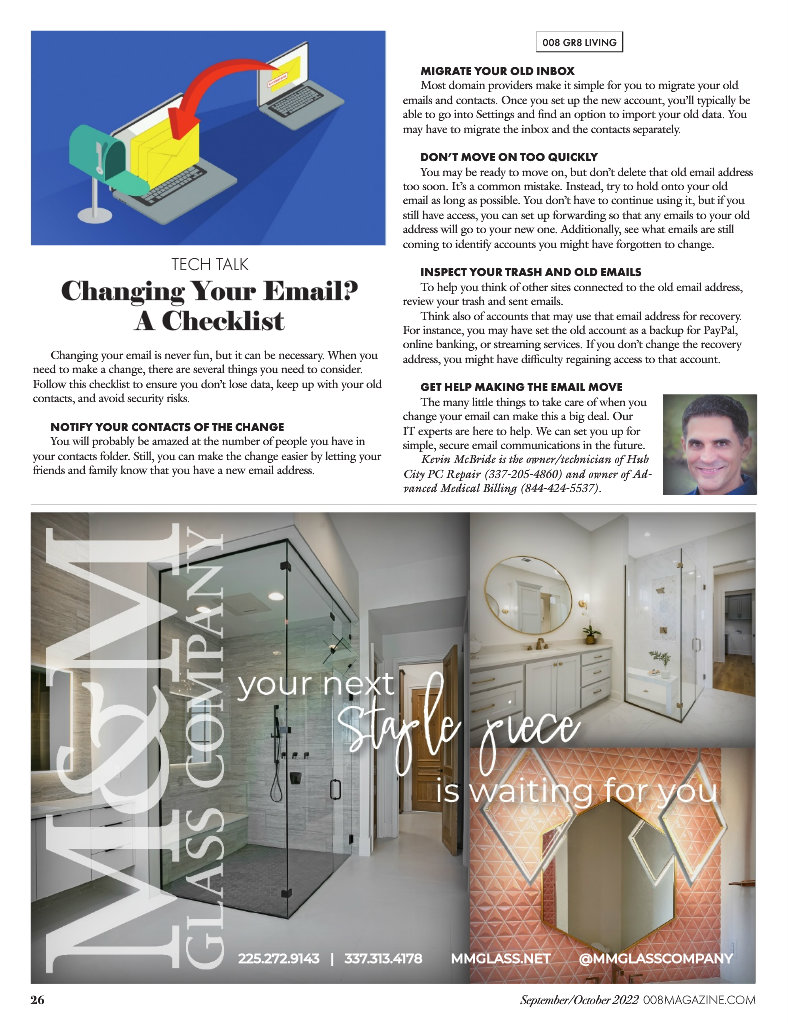 008 GR8 LIVING
TECH TALK
Changing Your Email?
A Checklist
Changing your email is never fun, but it can be necessary. When you
need to make a change, there are several things you need to consider.
Follow this checklist to ensure you don't lose data, keep up with your old
contacts, and avoid security risks.
NOTIFY YOUR CONTACTS OF THE CHANGE
You will probably be amazed at the number of people you have in
your contacts folder. Still, you can make the change easier by letting your
friends and family know that you have a new email address.
MIGRATE YOUR OLD INBOX
Most domain providers make it simple for you to migrate your old
emails and contacts. Once you set up the new account, you'll typically be
able to go into Settings and find an option to import your old data. You
may have to migrate the inbox and the contacts separately.
DON'T MOVE ON TOO QUICKLY
You may be ready to move on, but don't delete that old email address
too soon. It's a common mistake. Instead, try to hold onto your old
email as long as possible. You don't have to continue using it, but if you
still have access, you can set up forwarding so that any emails to your old
address will go to your new one. Additionally, see what emails are still
coming to identify accounts you might have forgotten to change.
INSPECT YOUR TRASH AND OLD EMAILS
To help you think of other sites connected to the old email address,
review your trash and sent emails.
Think also of accounts that may use that email address for recovery.
For instance, you may have set the old account as a backup for PayPal,
online banking, or streaming services. If you don't change the recovery
address, you might have difficulty regaining access to that account.
GET HELP MAKING THE EMAIL MOVE
The many little things to take care of when you
change your email can make this a big deal. Our
IT experts are here to help. We can set you up for
simple, secure email communications in the future.
Kevin McBride is the owner/technician of Hub
City PC Repair (337-205-4860) and owner of Ad-
vanced Medical Billing (844-424-5537).
M&M
GLASS COMPANY
your next
Staple piece
is waiting for you
225.272.9143 | 337.313.4178 MMGLASS.NET @MMGLASSCOMPANY
26
September/October 2022 008MAGAZINE.COM